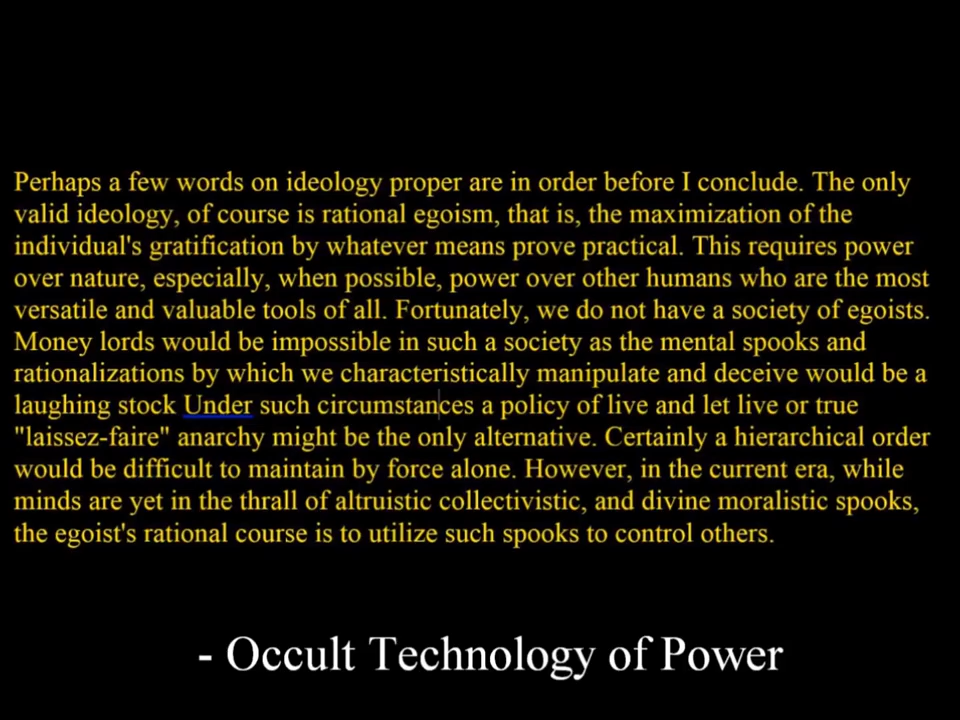 Perhaps a few words on ideology proper are in order before I conclude. The only
valid ideology, of course is rational egoism, that is, the maximization of the
individual's gratification by whatever means prove practical. This requires power
over nature, especially, when possible, power over other humans who are the most
versatile and valuable tools of all. Fortunately, we do not have a society of egoists.
Money lords would be impossible in such a society as the mental spooks and
rationalizations by which we characteristically manipulate and deceive would be a
laughing stock Under such circumstances a policy of live and let live or true
"laissez-faire" anarchy might be the only alternative. Certainly a hierarchical order
would be difficult to maintain by force alone. However, in the current era, while
minds are yet in the thrall of altruistic collectivistic, and divine moralistic spooks,
the egoist's rational course is to utilize such spooks to control others.
- Occult Technology of Power